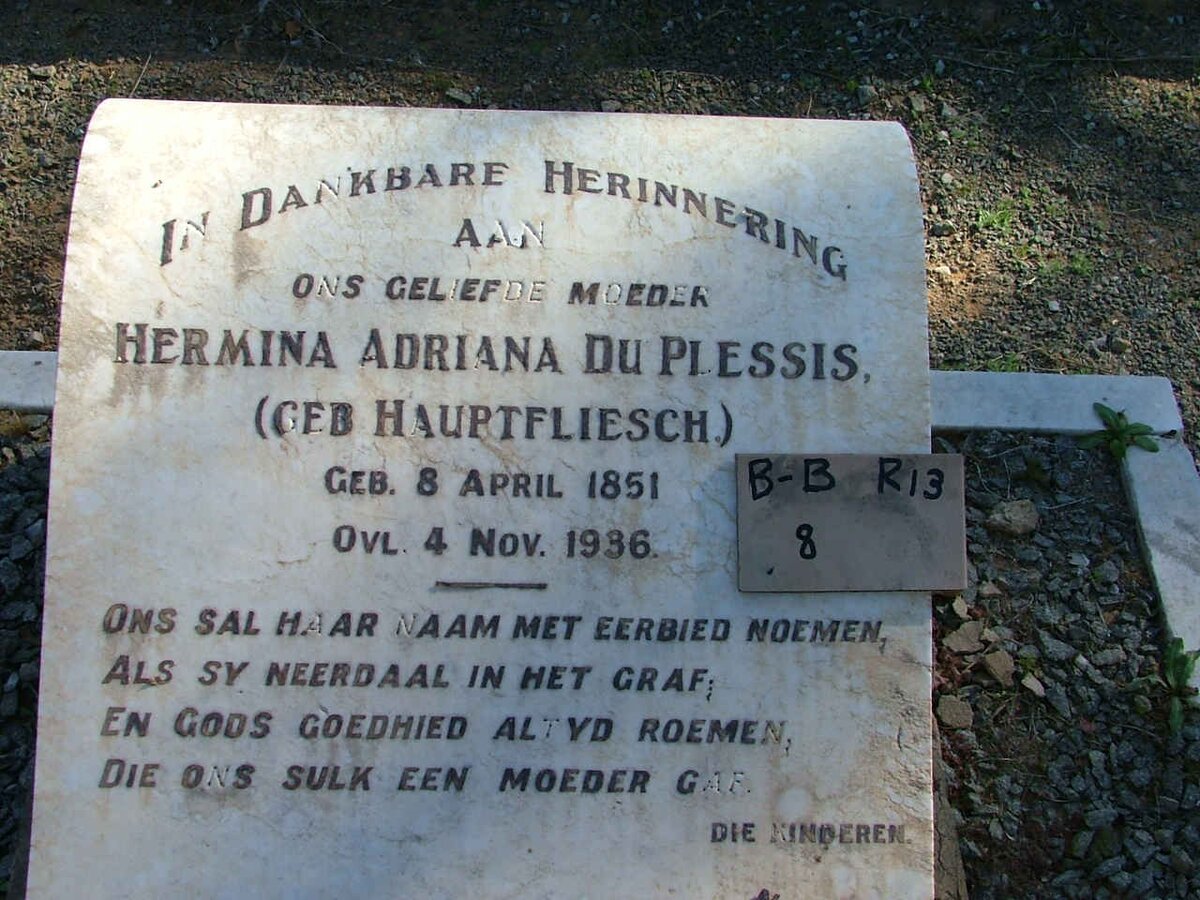 IN DANKBARE HERINNERING
AAN
ONS GELIEFDE MOEDER
HERMINA ADRIANA DU PLESSIS,
(GEB HAUPTFLIESCH.)
GEB. 8 APRIL 1851
OVL. 4 NOV. 1936.
B-B R13
8
ONS SAL HAAR NAAM MET EERBIED NOEMEN,
ALS SY NEERDAAL IN HET GRAF;
EN GODS GOEDHIED ALTYD ROEMEN,
DIE ONS SULK EEN MOEDER GAF.
DIE KINDEREN.